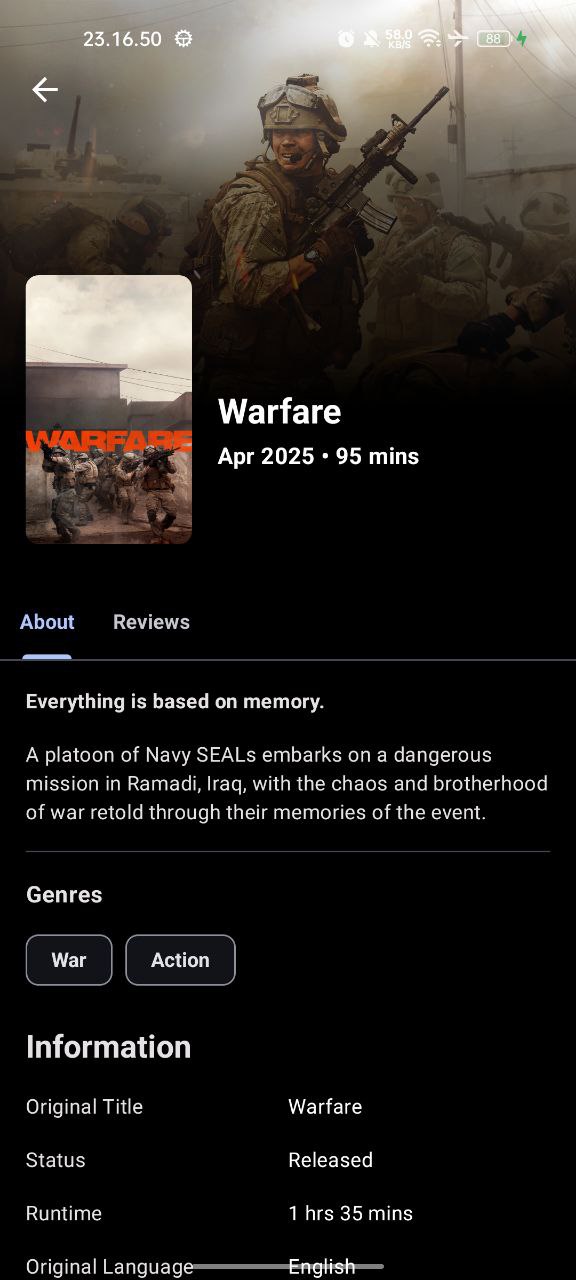 23.16.50
58.0
KB/S
88
WARFARE
Warfare
Apr 2025 • 95 mins
About
Reviews
Everything is based on memory.
A platoon of Navy SEALs embarks on a dangerous
mission in Ramadi, Iraq, with the chaos and brotherhood
of war retold through their memories of the event.
Genres
War
Action
Information
Original Title
Warfare
Status
Released
Runtime
1 hrs 35 mins
Original Language
English